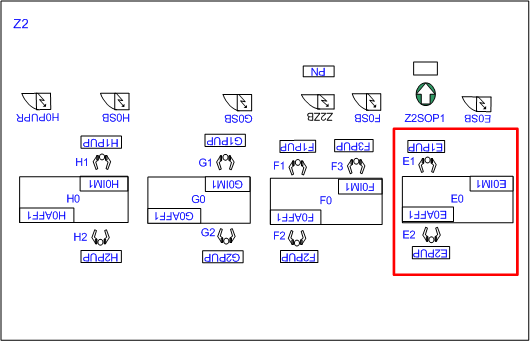 Z2
PN
H0PUPR
H0SB
G0SB
Z2ZB
F0SB
Z2SOP1
E0SB
H1PUP
G1PUP
F1PUP
F3PUP
E1PUP
H1
G1
F1
F3
E1
H0IM1
G0IM1
F0IM1
E0IM1
H0
G0
F0
E0
H0AFF1
G0AFF1
F0AFF1
E0AFF1
H2
G2
F2
E2
H2PUP
G2PUP
F2PUP
E2PUP